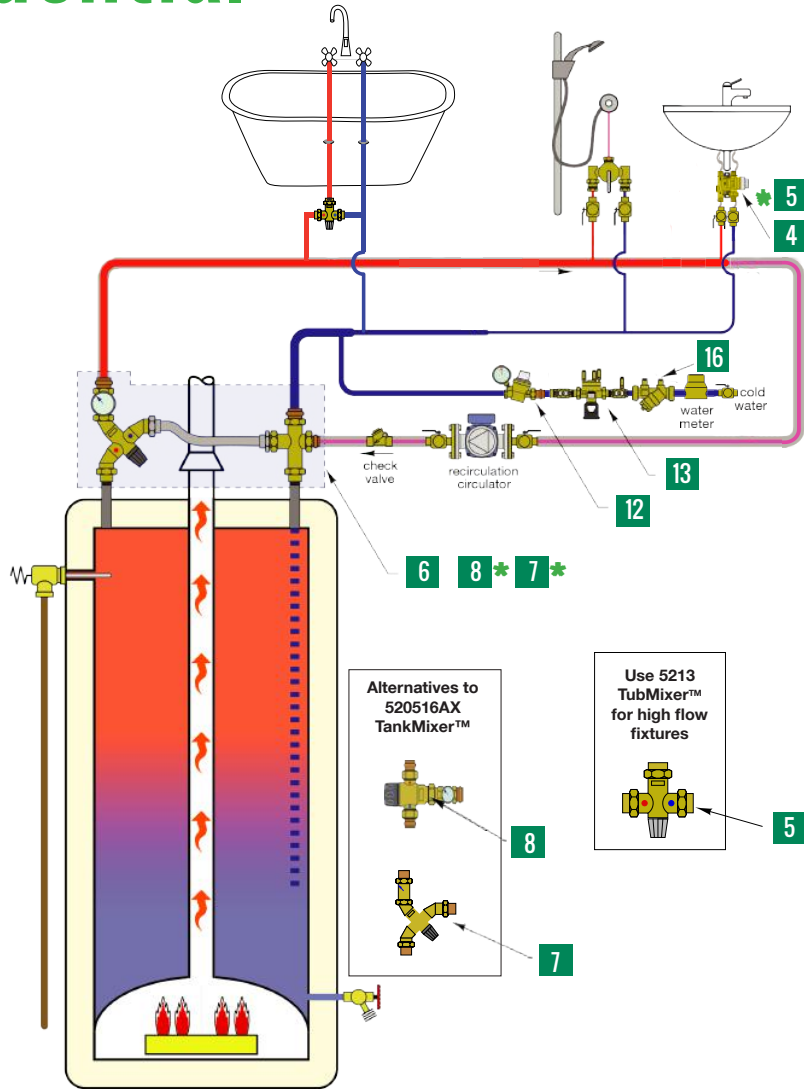 5
4
16
cold
water
water
meter
check
valve
recirculation
circulator
13
12
6 8* 7*
Alternatives to
520516AX
TankMixer™
8
7
Use 5213
TubMixer™
for high flow
fixtures
5